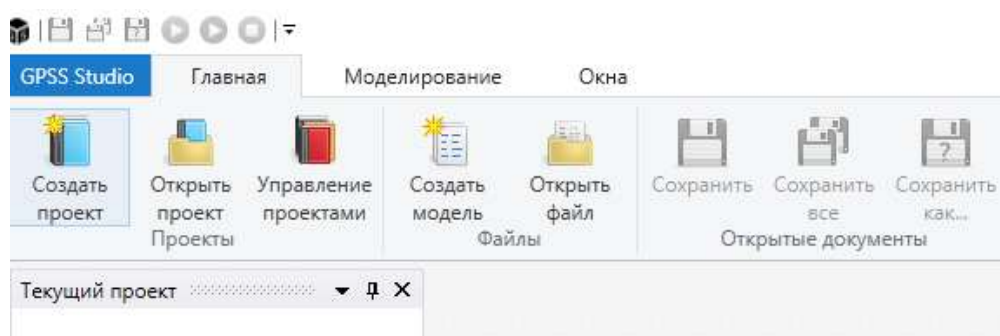 GPSS Studio Главная Моделирование Окна
Создать Открыть Управление Создать Открыть Сохранить Сохранить Сохранить
проект проект проектами модель файл все как...
Проекты Файлы Открытые документы
Текущий проект